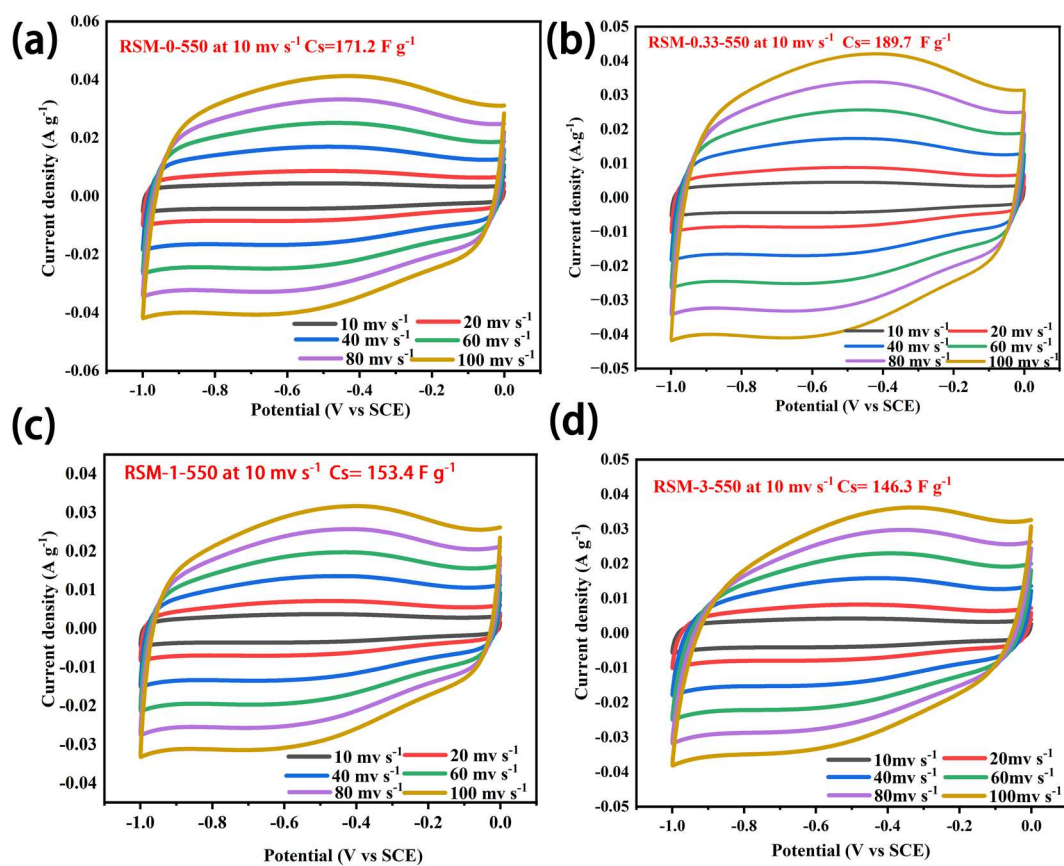 (a)
RSM-0-550 at 10 mv s⁻¹ Cs=171.2 F g⁻¹
Current density (A g⁻¹)
0.06
0.04
0.02
0.00
-0.02
-0.04
-0.06
10 mv s⁻¹ 20 mv s⁻¹
40 mv s⁻¹ 60 mv s⁻¹
80 mv s⁻¹ 100 mv s⁻¹
-1.0 -0.8 -0.6 -0.4 -0.2 0.0
Potential (V vs SCE)
(b)
RSM-0.33-550 at 10 mv s⁻¹ Cs= 189.7 F g⁻¹
Current density (A.g⁻¹)
0.05
0.04
0.03
0.02
0.01
0.00
−0.01
−0.02
−0.03
−0.04
−0.05
10 mv s⁻¹ 20 mv s⁻¹
40 mv s⁻¹ 60 mv s⁻¹
80 mv s⁻¹ 100 mv s⁻¹
−1.0 −0.8 −0.6 −0.4 −0.2 0.0
Potential (V vs SCE)
(c)
RSM-1-550 at 10 mv s⁻¹ Cs= 153.4 F g⁻¹
Current density (A g⁻¹)
0.04
0.03
0.02
0.01
0.00
-0.01
-0.02
-0.03
-0.04
10 mv s⁻¹ 20 mv s⁻¹
40 mv s⁻¹ 60 mv s⁻¹
80 mv s⁻¹ 100 mv s⁻¹
-1.0 -0.8 -0.6 -0.4 -0.2 0.0
Potential (V vs SCE)
(d)
RSM-3-550 at 10 mv s⁻¹ Cs= 146.3 F g⁻¹
Current density (A g⁻¹)
0.05
0.04
0.03
0.02
0.01
0.00
-0.01
-0.02
-0.03
-0.04
-0.05
10mv s⁻¹ 20mv s⁻¹
40mv s⁻¹ 60mv s⁻¹
80mv s⁻¹ 100mv s⁻¹
-1.0 -0.8 -0.6 -0.4 -0.2 0.0
Potential (V vs SCE)